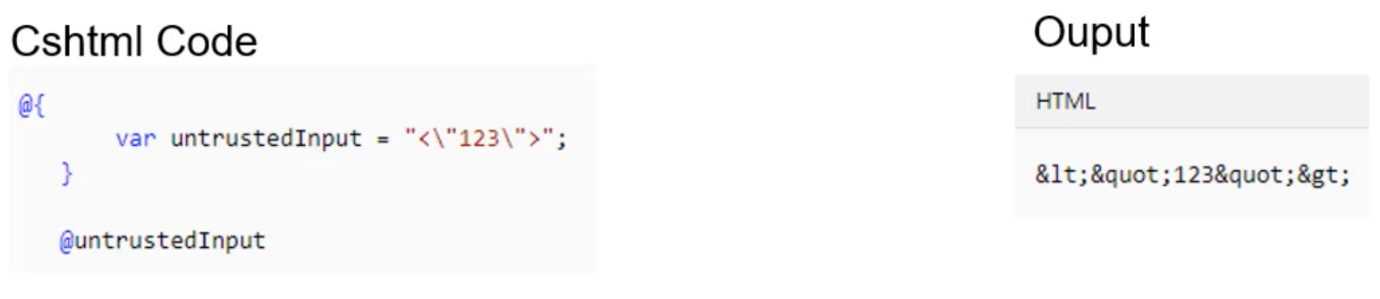 Cshtml Code
@{
var untrustedInput = "<\"123\">";
}
@untrustedInput
Ouput
HTML
&lt;&quot;123&quot;&gt;